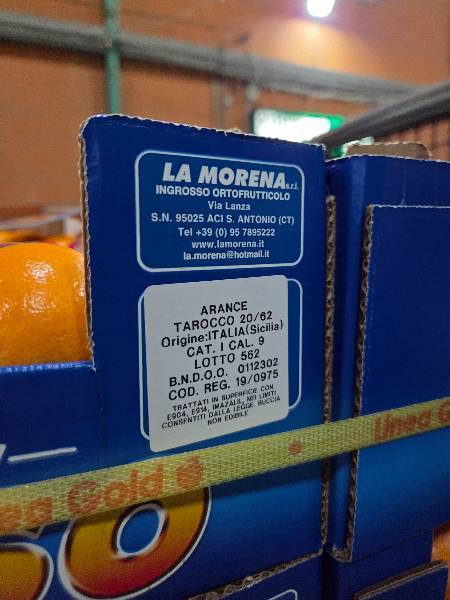 LA MORENA s.r.l.
INGROSSO ORTOFRUTTICOLO
Via Lanza
S.N. 95025 ACI S. ANTONIO (CT)
Tel +39 (0) 95 7895222
www.lamorena.it
la.morena@hotmail.it
ARANCE
TAROCCO 20/62
Origine:ITALIA(Sicilia)
CAT. I CAL. 9
LOTTO 562
B.N.D.O.O. 0112302
COD. REG. 19/0975
TRATTATI IN SUPERFICIE CON
E904, E914, IMAZALIL, NEI LIMITI
CONSENTITI DALLA LEGGE. BUCCIA
NON EDIBILE
Gold